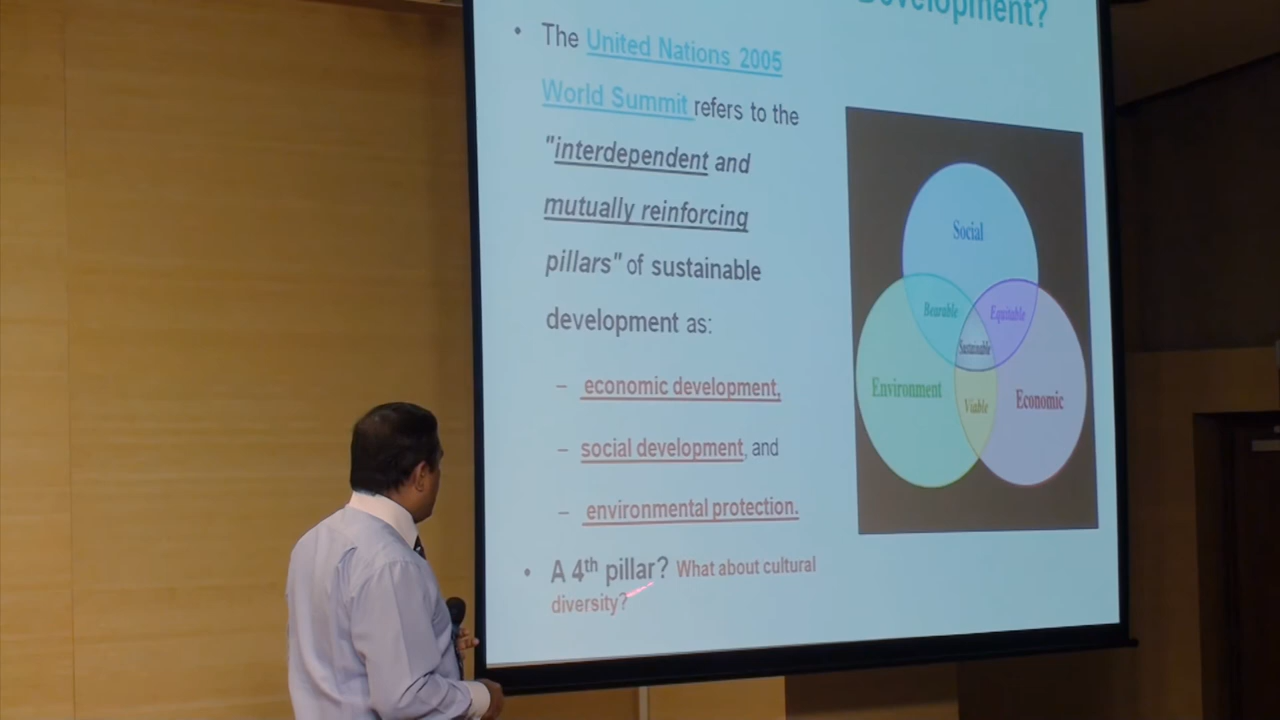 Development?
• The United Nations 2005
World Summit refers to the
"interdependent and
mutually reinforcing
pillars" of sustainable
development as:
– economic development,
– social development, and
– environmental protection.
• A 4th pillar? What about cultural
diversity?
Social
Bearable
Equitable
Sustainable
Environment
Viable
Economic